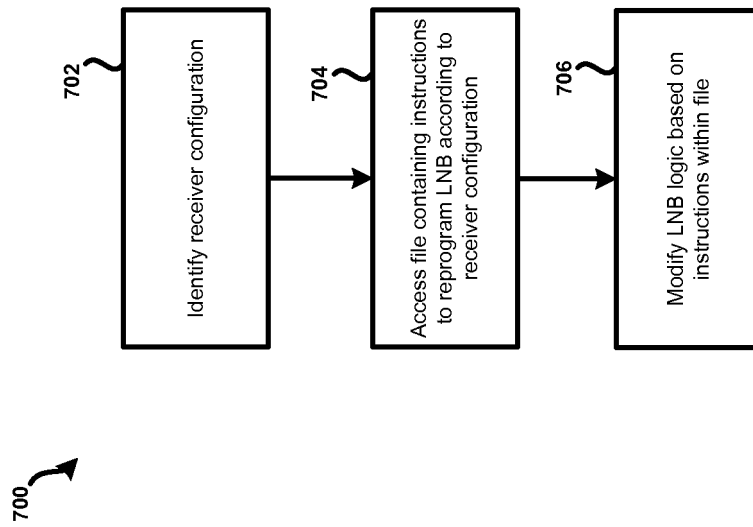 700
702
Identify receiver configuration
704
Access file containing instructions
to reprogram LNB according to
receiver configuration
706
Modify LNB logic based on
instructions within file